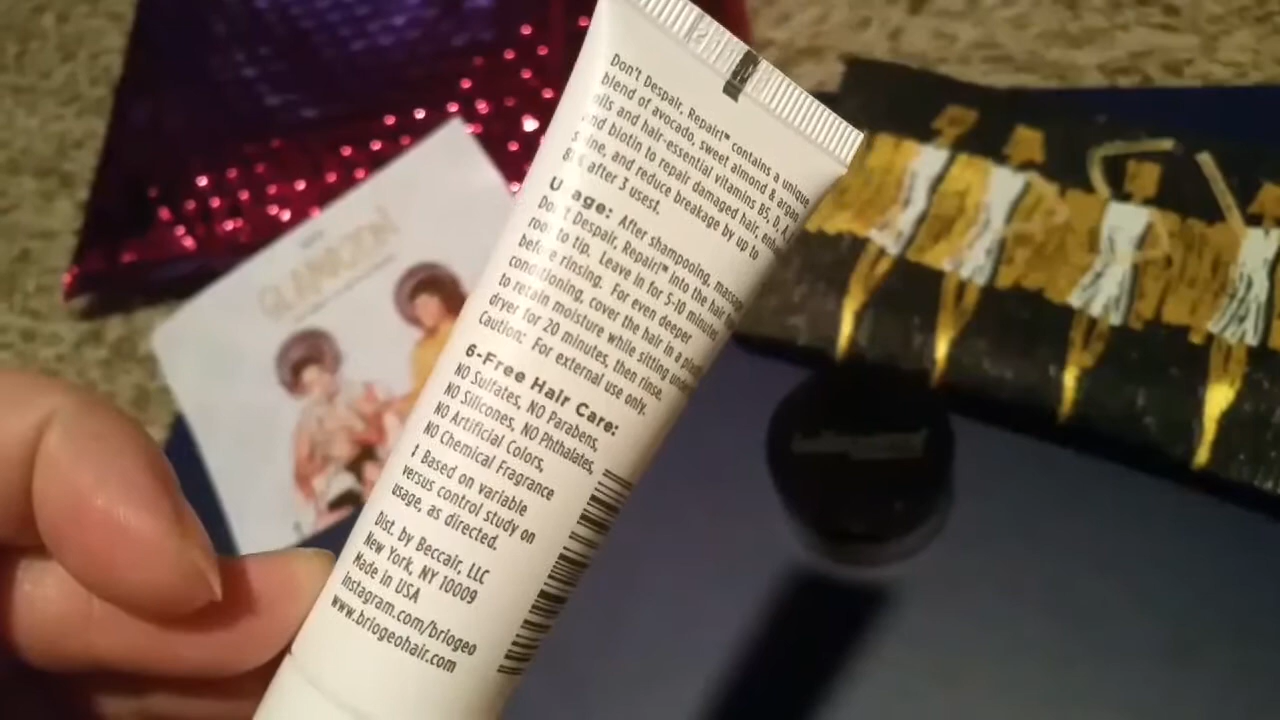 Don't Despair, Repair!™ contains a unique
blend of avocado, sweet almond & argan
oils and hair-essential vitamins B5, D, A,
and biotin to repair damaged hair,
and reduce breakage by up to
after 3 uses‡.
age: After shampooing,
Despair, Repair!™ into the hair
to tip. Leave in for 5-10 minutes
before rinsing. For even deeper
conditioning, cover the hair in a
to retain moisture while sitting
dryer for 20 minutes, then rinse.
Caution: For external use only.
6-Free Hair Care:
NO Sulfates, NO Parabens,
NO Silicones, NO Phthalates,
NO Artificial Colors,
NO Chemical Fragrance
‡ Based on variable
versus control study on
usage, as directed.
Dist. by Beccair, LLC
New York, NY 10009
Made in USA
Instagram.com/briogeo
www.briogeohair.com